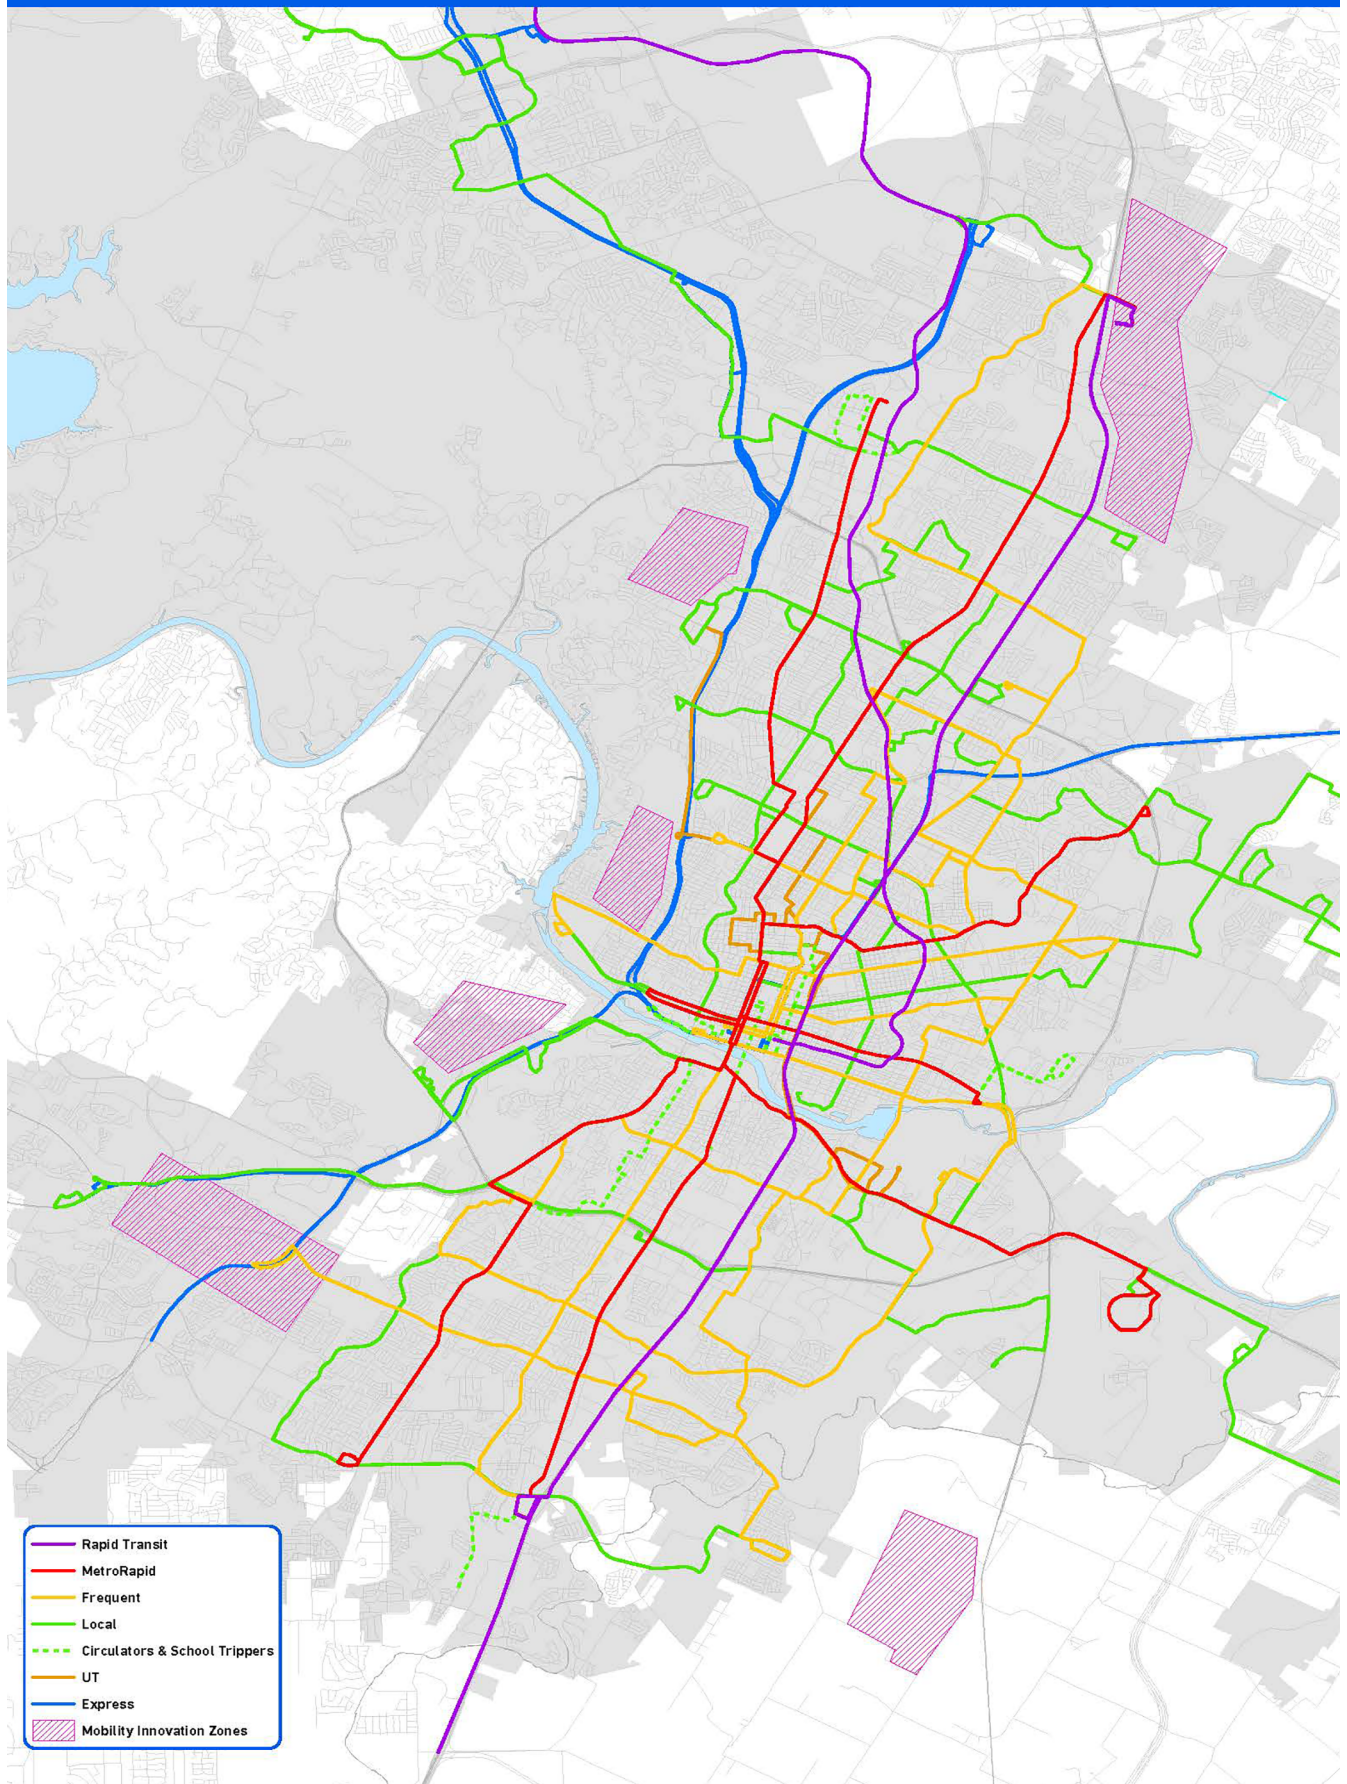 Rapid Transit
MetroRapid
Frequent
Local
Circulators & School Trippers
UT
Express
Mobility Innovation Zones